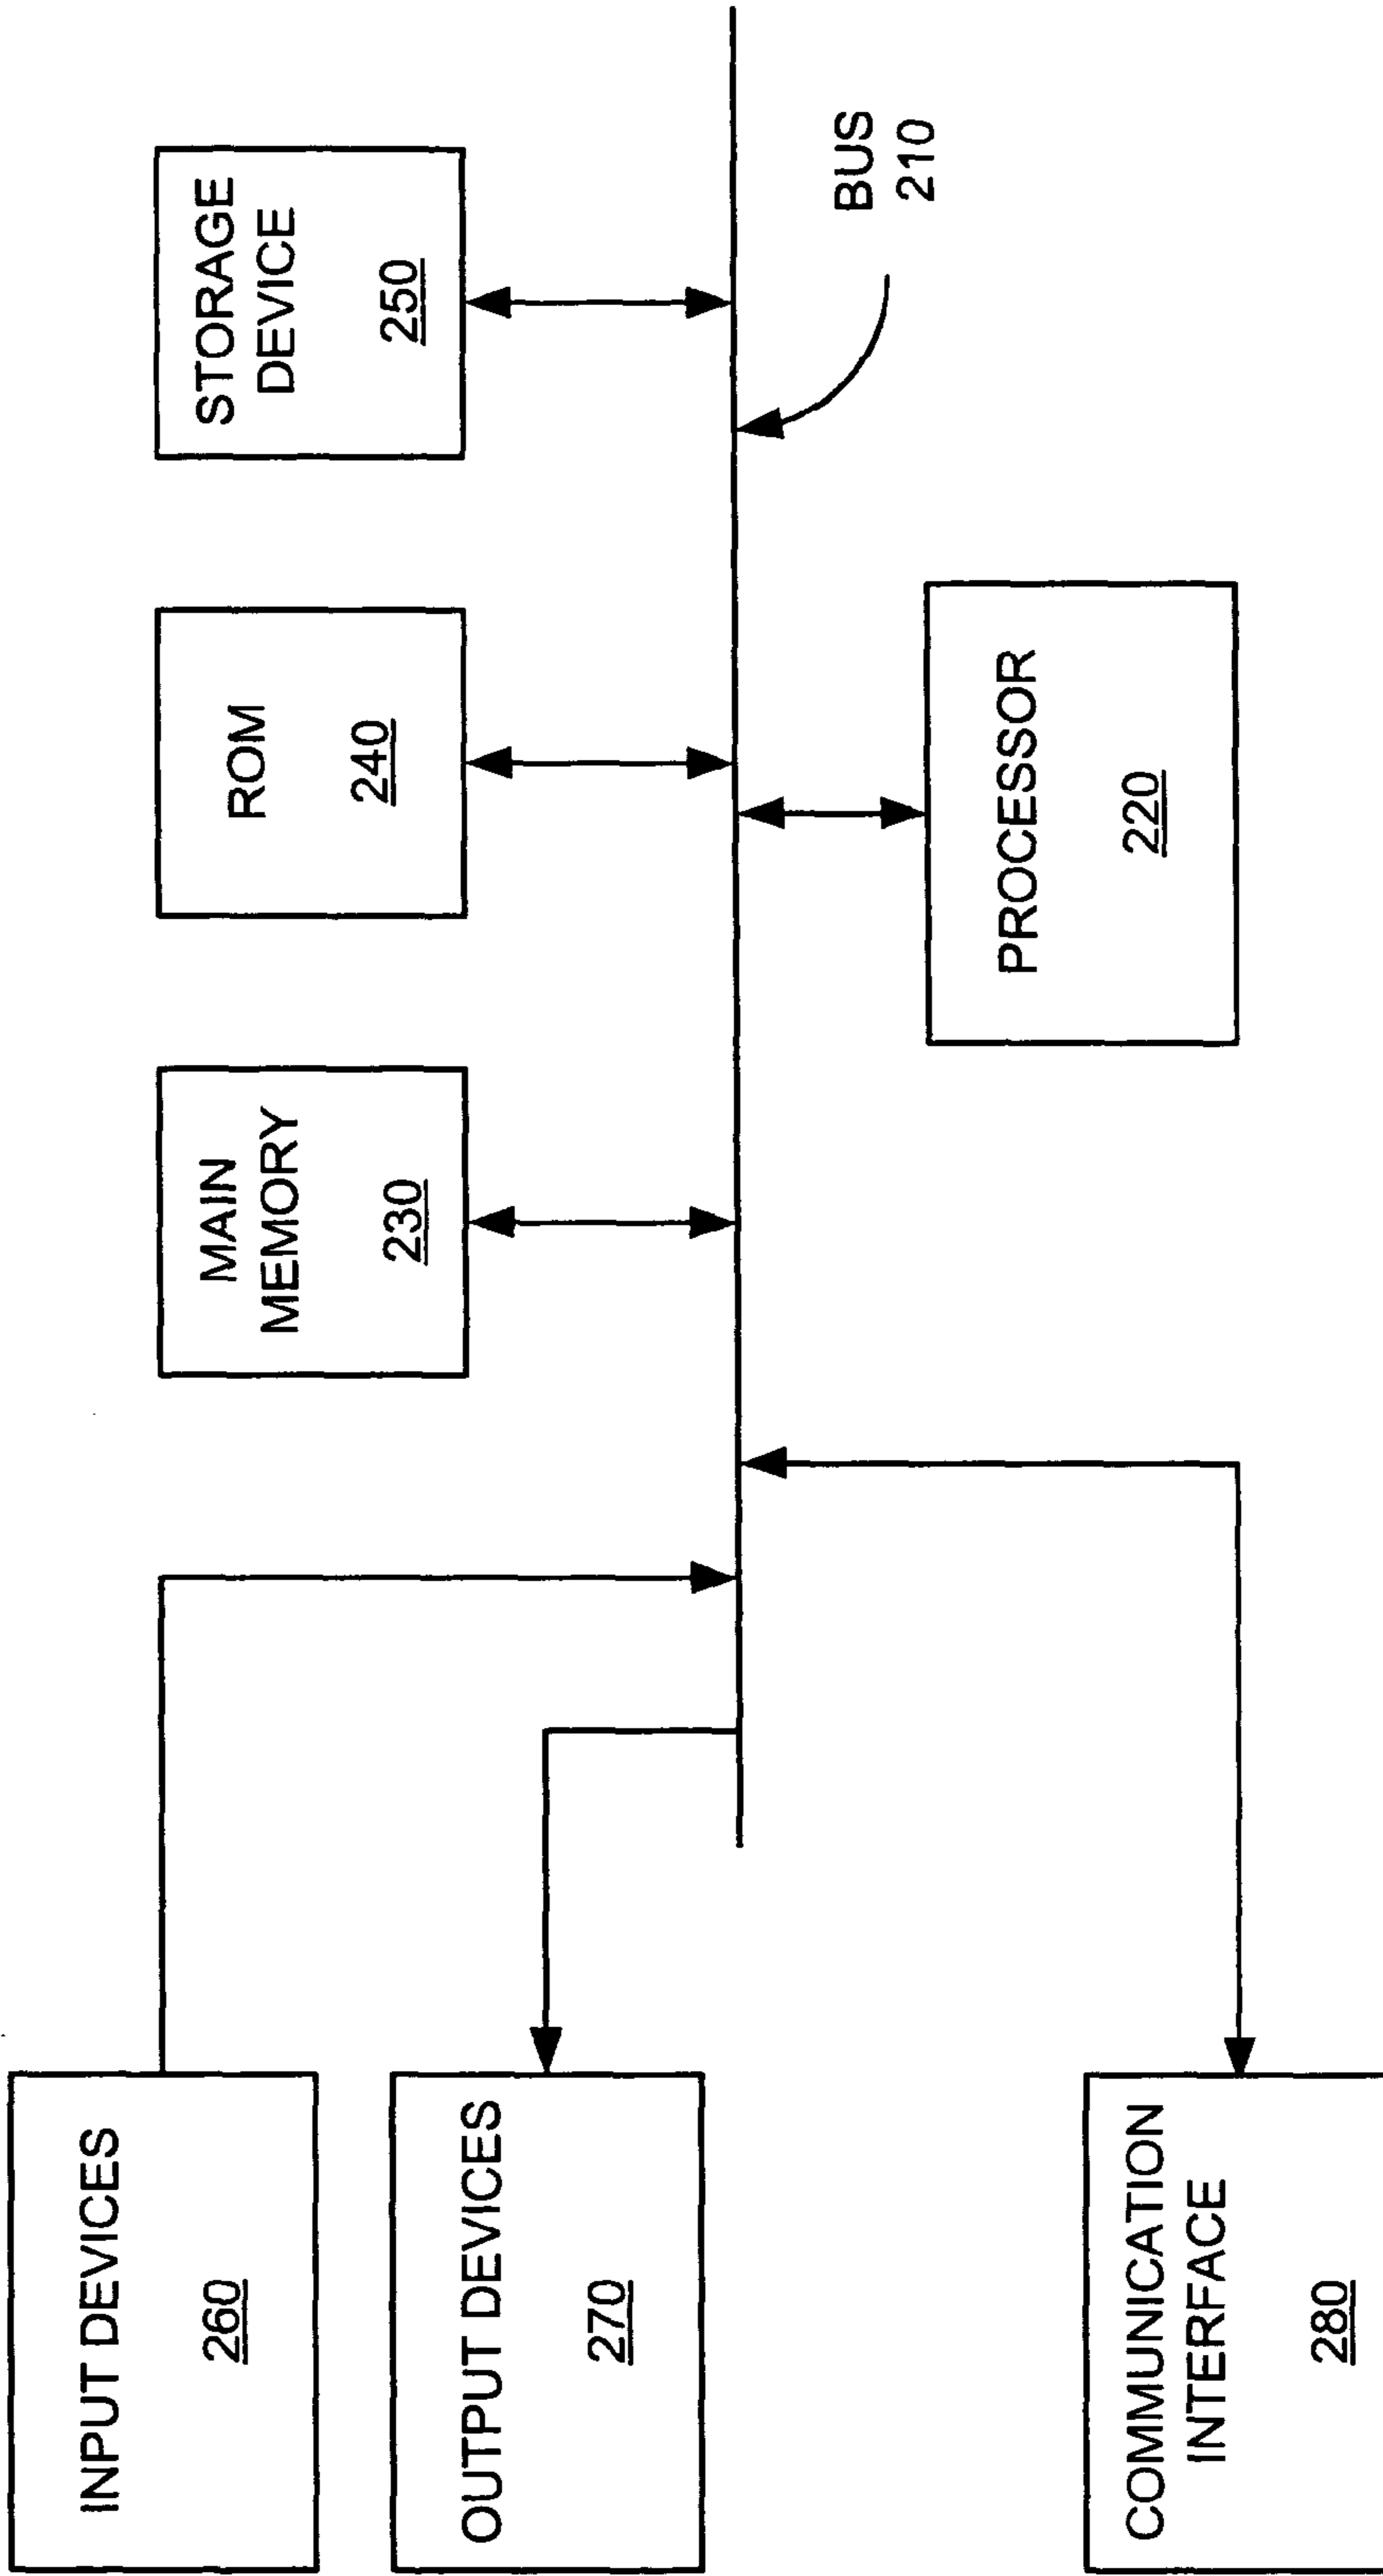 INPUT DEVICES
260
OUTPUT DEVICES
270
COMMUNICATION
INTERFACE
280
MAIN
MEMORY
230
ROM
240
STORAGE
DEVICE
250
PROCESSOR
220
BUS
210